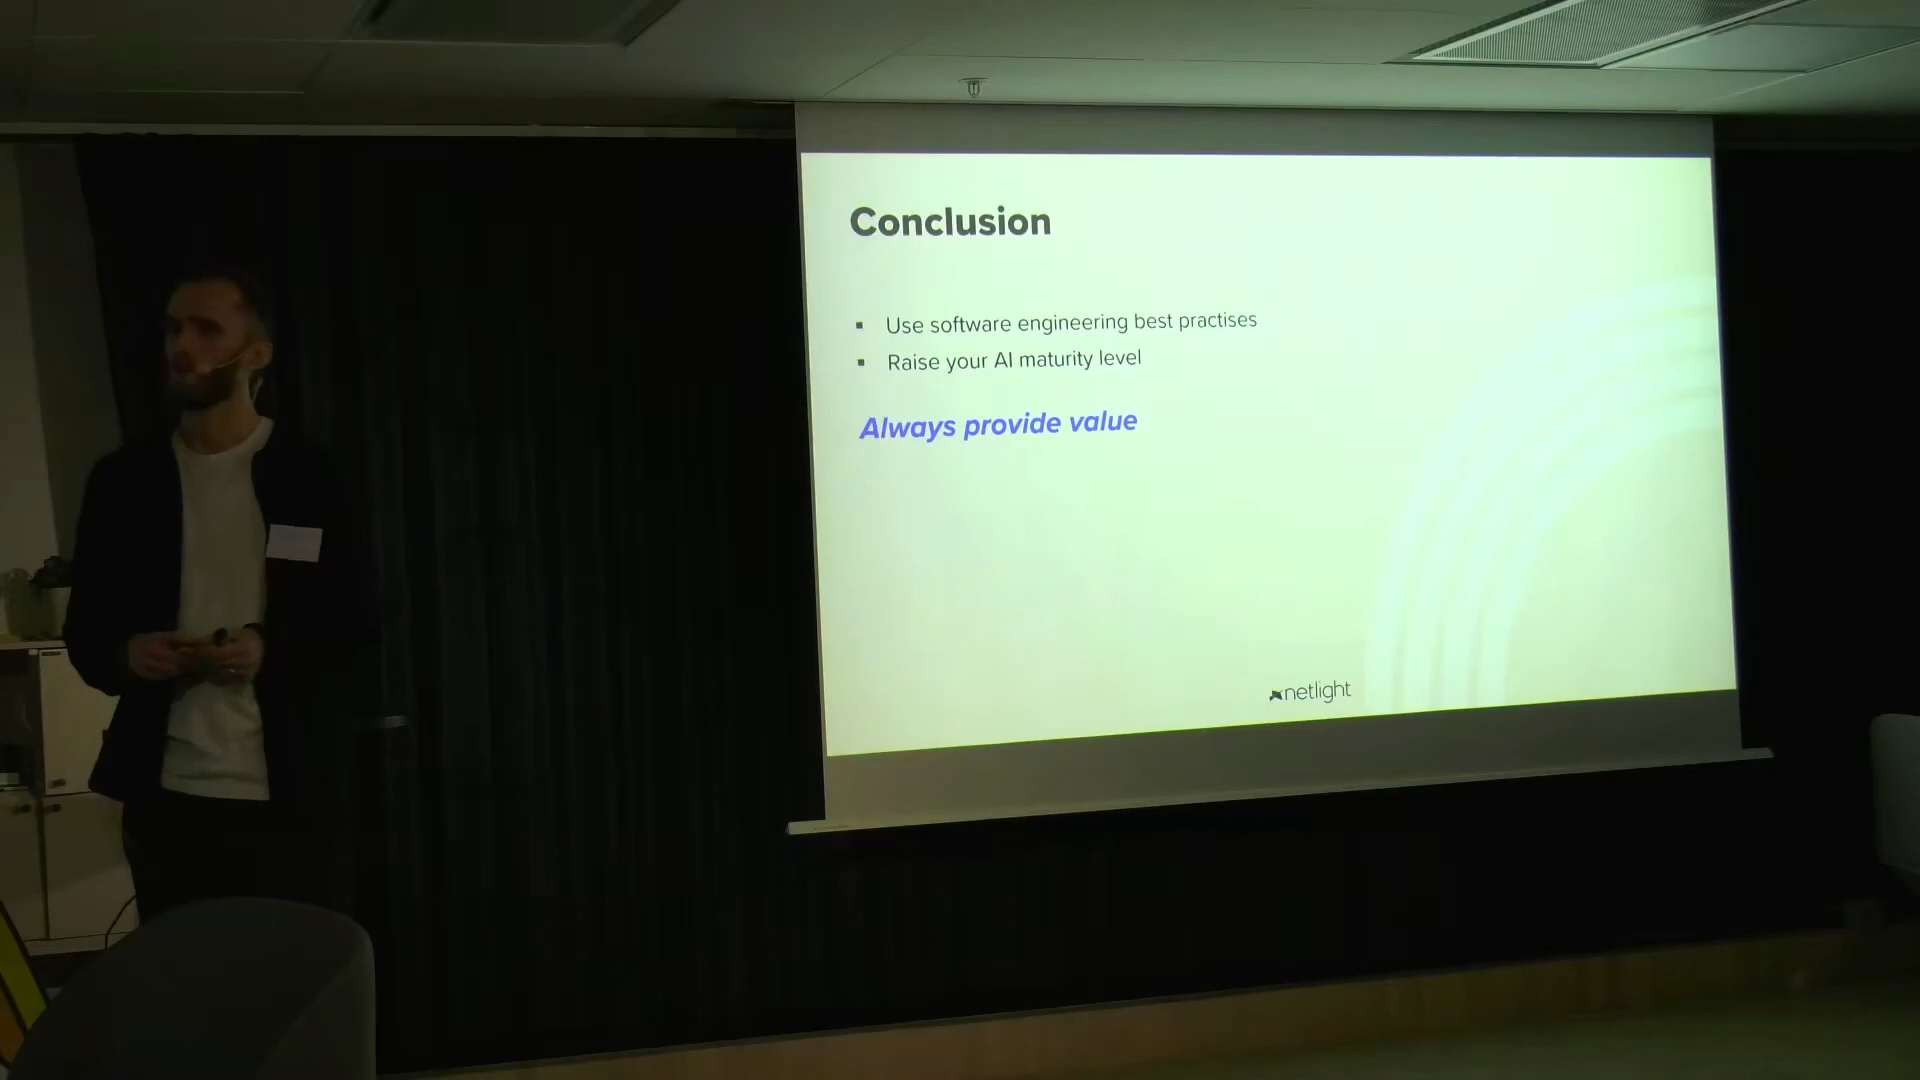 Conclusion
▪ Use software engineering best practises
▪ Raise your AI maturity level
Always provide value
netlight